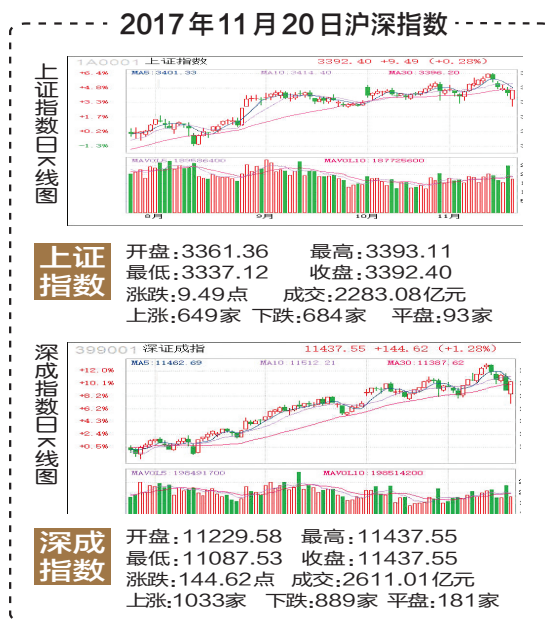 2017年11月20日沪深指数
上证指数日K线图
1A0001 上证指数 3392.40 +9.49 (+0.28%)
MA5:3401.33 MA10:3414.40 MA30:3396.20
+6.4%
+4.8%
+3.3%
+1.7%
+0.2%
-1.3%
MAVOL10:187725600
8月 9月 10月 11月
上证指数
开盘:3361.36 最高:3393.11
最低:3337.12 收盘:3392.40
涨跌:9.49点 成交:2283.08亿元
上涨:649家 下跌:684家 平盘:93家
深成指数日K线图
399001 深证成指 11437.55 +144.62 (+1.28%)
MA5:11462.69 MA10:11512.21 MA30:11387.62
+12.0%
+10.1%
+8.2%
+6.2%
+4.3%
+2.4%
+0.5%
MAVOL5:195491700 MAVOL10:198514200
深成指数
开盘:11229.58 最高:11437.55
最低:11087.53 收盘:11437.55
涨跌:144.62点 成交:2611.01亿元
上涨:1033家 下跌:889家 平盘:181家